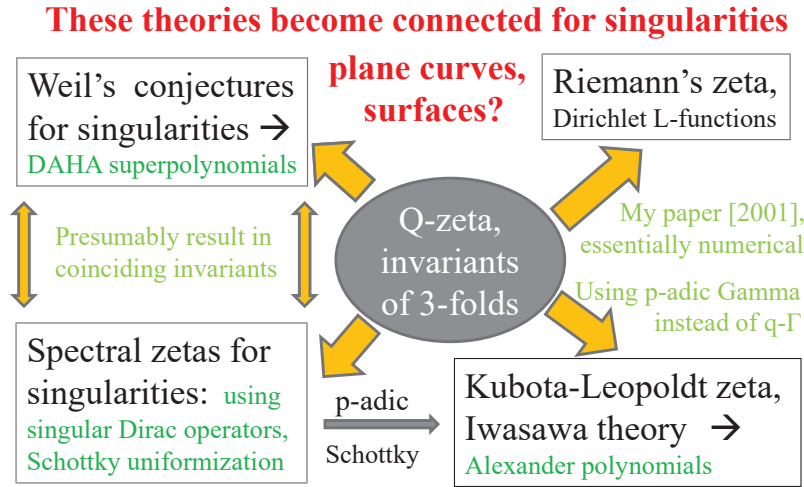 These theories become connected for singularities
plane curves,
surfaces?
Weil's conjectures
for singularities →
DAHA superpolynomials
Riemann's zeta,
Dirichlet L-functions
Presumably result in
coinciding invariants
Q-zeta,
invariants
of 3-folds
My paper [2001],
essentially numerical
Using p-adic Gamma
instead of q-Γ
Spectral zetas for
singularities: using
singular Dirac operators,
Schottky uniformization
p-adic
Schottky
Kubota-Leopoldt zeta,
Iwasawa theory →
Alexander polynomials